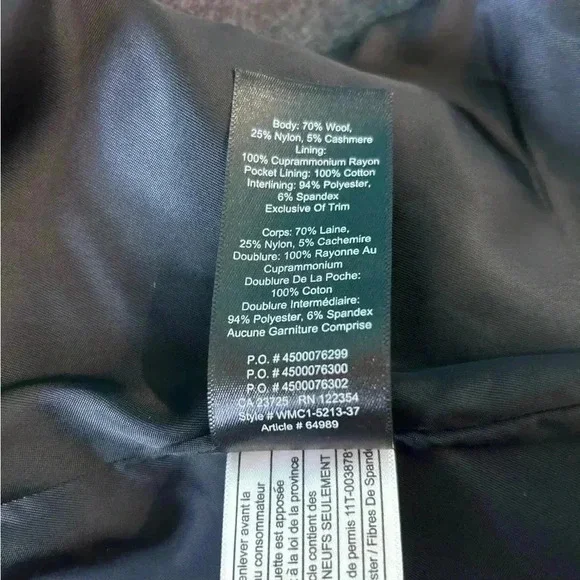 Body: 70% Wool,
25% Nylon, 5% Cashmere
Lining:
100% Cuprammonium Rayon
Pocket Lining: 100% Cotton
Interlining: 94% Polyester,
6% Spandex
Exclusive Of Trim
Corps: 70% Laine,
25% Nylon, 5% Cachemire
Doublure: 100% Rayonne Au
Cuprammonium
Doublure De La Poche:
100% Coton
Doublure Intermédiaire:
94% Polyester, 6% Spandex
Aucune Garniture Comprise
P.O. # 4500076299
P.O. # 4500076300
P.O. # 4500076302
CA 23725 RN 122354
Style # WMC1-5213-37
Article # 64989
enlever avant la
au consommateur
uette est apposée
à la loi de la province
cle contient des
NEUFS SEULEMENT
de permis 11T-0038781
ster / Fibres De Spand